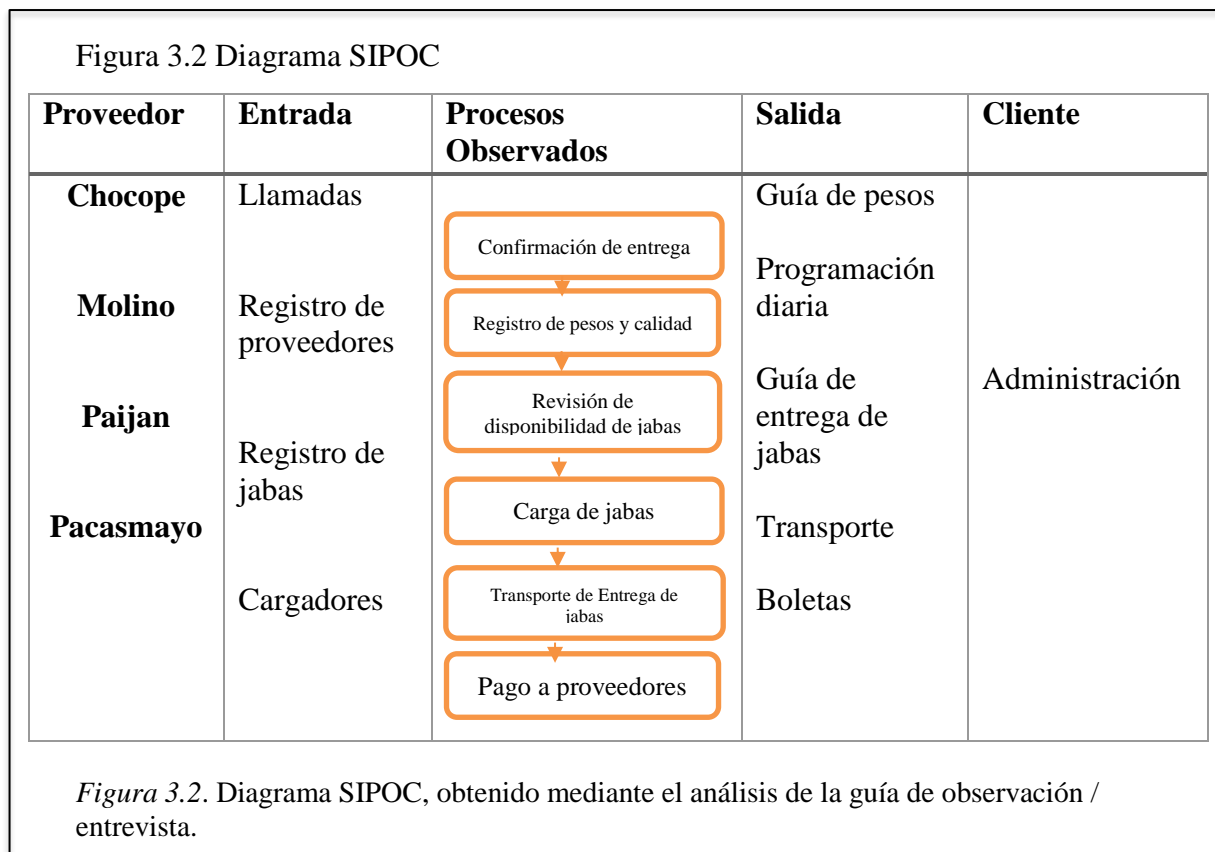 Figura 3.2 Diagrama SIPOC
Proveedor
Entrada
Procesos
Observados
Salida
Cliente
Chocope
Molino
Paijan
Pacasmayo
Llamadas
Registro de
proveedores
Registro de
jabas
Cargadores
Confirmación de entrega
Registro de pesos y calidad
Revisión de
disponibilidad de jabas
Carga de jabas
Transporte de Entrega de
jabas
Pago a proveedores
Guía de pesos
Programación
diaria
Guía de
entrega de
jabas
Transporte
Boletas
Administración
Figura 3.2. Diagrama SIPOC, obtenido mediante el análisis de la guía de observación /
entrevista.